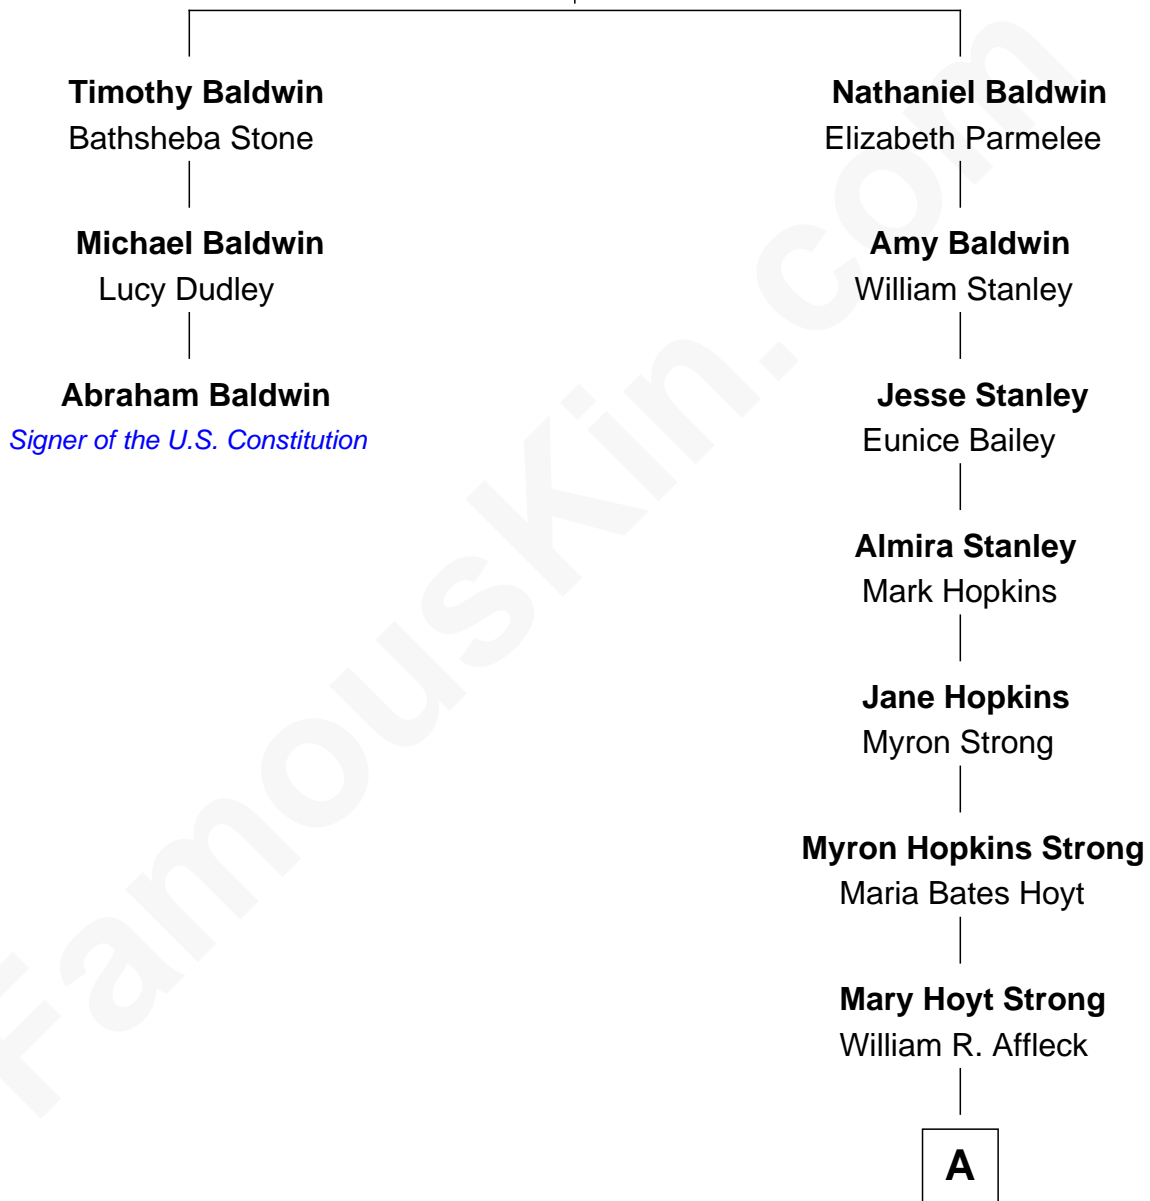 Timothy Baldwin
Bathsheba Stone
Michael Baldwin
Lucy Dudley
Abraham Baldwin
Signer of the U.S. Constitution
Nathaniel Baldwin
Elizabeth Parmelee
Amy Baldwin
William Stanley
Jesse Stanley
Eunice Bailey
Almira Stanley
Mark Hopkins
Jane Hopkins
Myron Strong
Myron Hopkins Strong
Maria Bates Hoyt
Mary Hoyt Strong
William R. Affleck
A
FamousKin.com